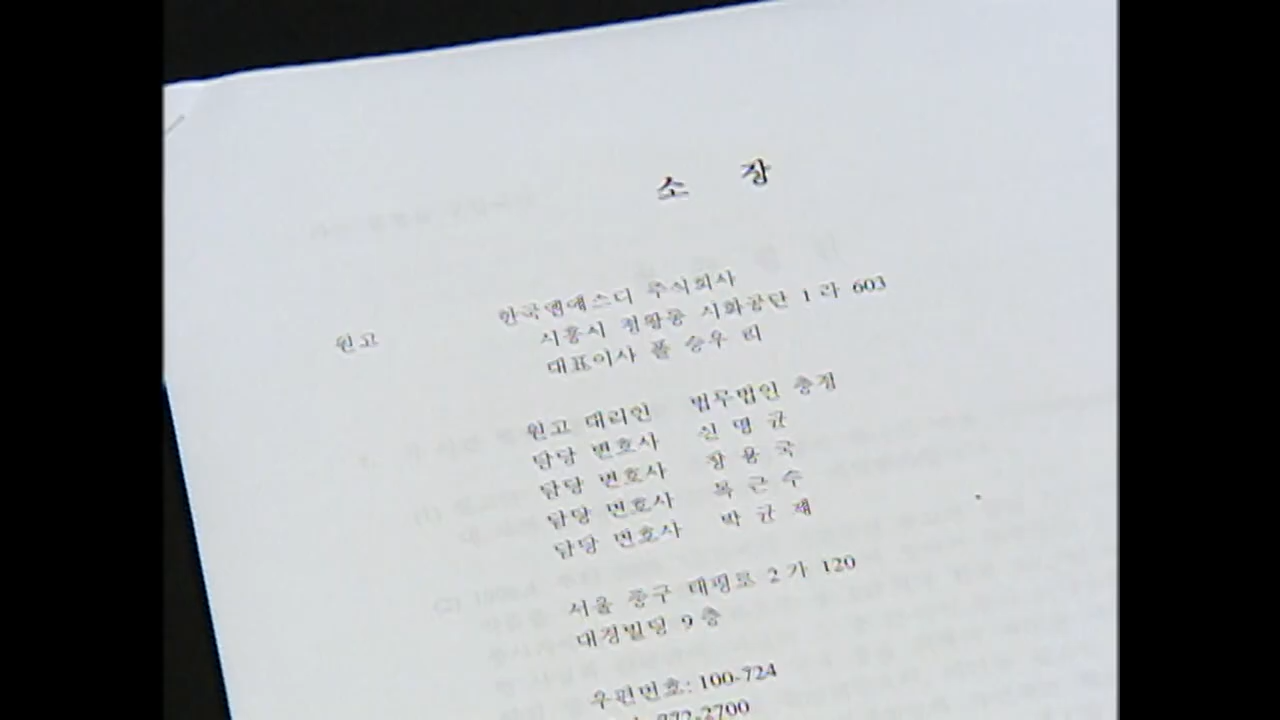 소 장
원고 한국엠에스디 주식회사
시흥시 정왕동 시화공단 1 라 603
대표이사 폴 승우 리
원고 대리인 법무법인 충정
담당 변호사 신 명 균
담당 변호사 장 용 국
담당 변호사 목 근 수
담당 변호사 박 균 제
서울 중구 태평로 2 가 120
대경빌딩 9 층
우편번호: 100-724
772-2700